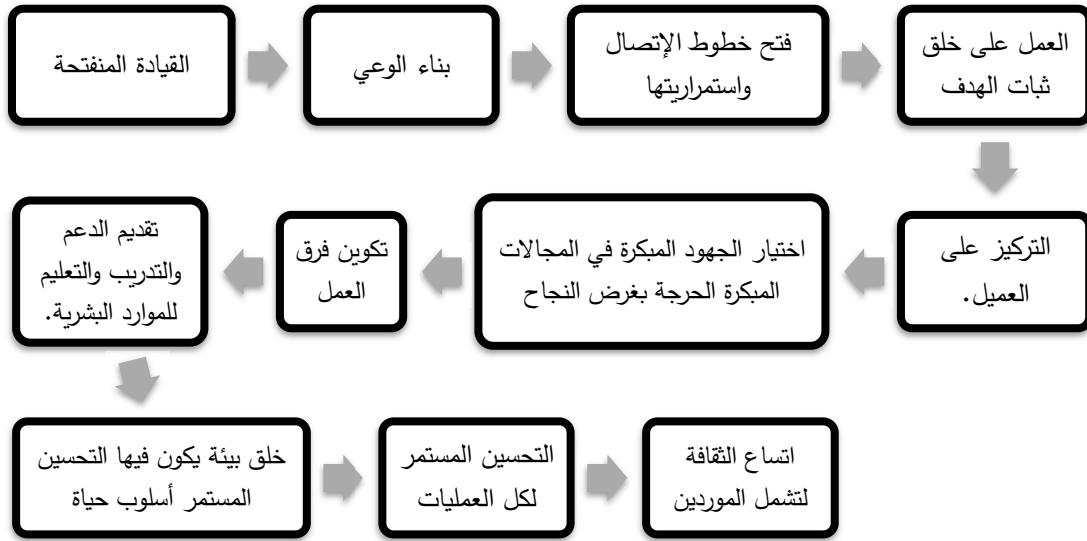 القيادة المنفتحة
بناء الوعي
فتح خطوط الإتصال
واستمراريتها
العمل على خلق
ثبات الهدف
التركيز على
العميل.
اختيار الجهود المبكرة في المجالات
المبكرة الحرجة بغرض النجاح
تكوين فرق
العمل
تقديم الدعم
والتدريب والتعليم
للموارد البشرية.
خلق بيئة يكون فيها التحسين
المستمر أسلوب حياة
التحسين المستمر
لكل العمليات
اتساع الثقافة
لتشمل الموردين